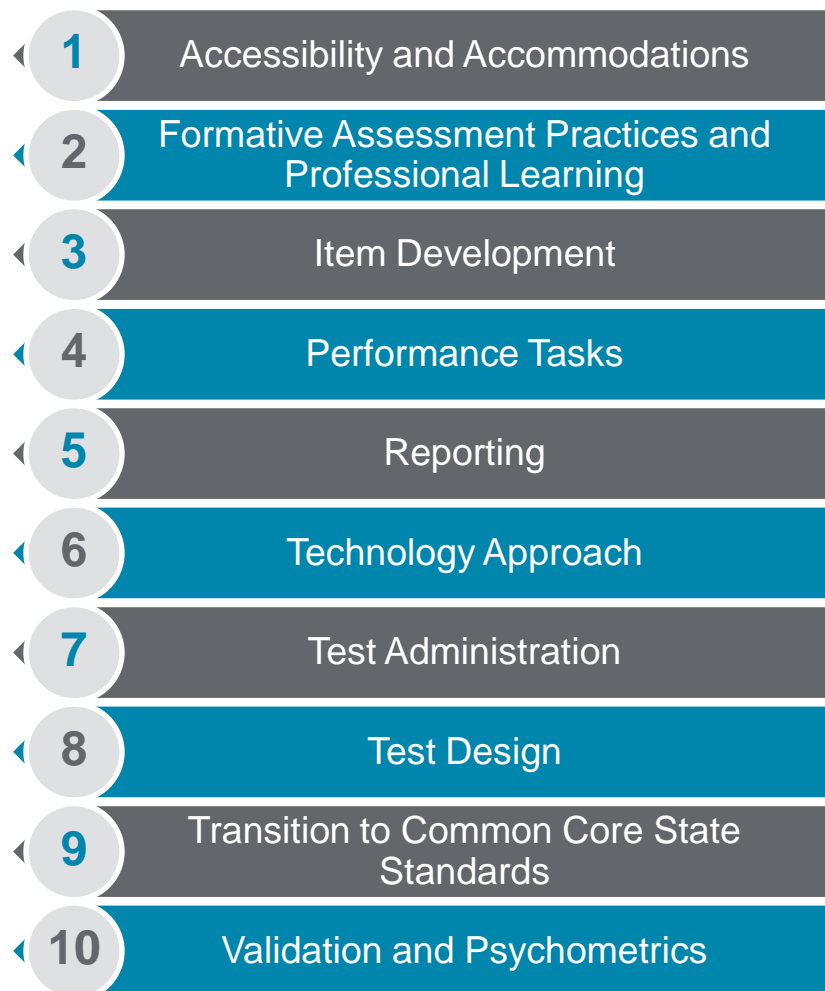 1 Accessibility and Accommodations
2 Formative Assessment Practices and
Professional Learning
3 Item Development
4 Performance Tasks
5 Reporting
6 Technology Approach
7 Test Administration
8 Test Design
9 Transition to Common Core State
Standards
10 Validation and Psychometrics